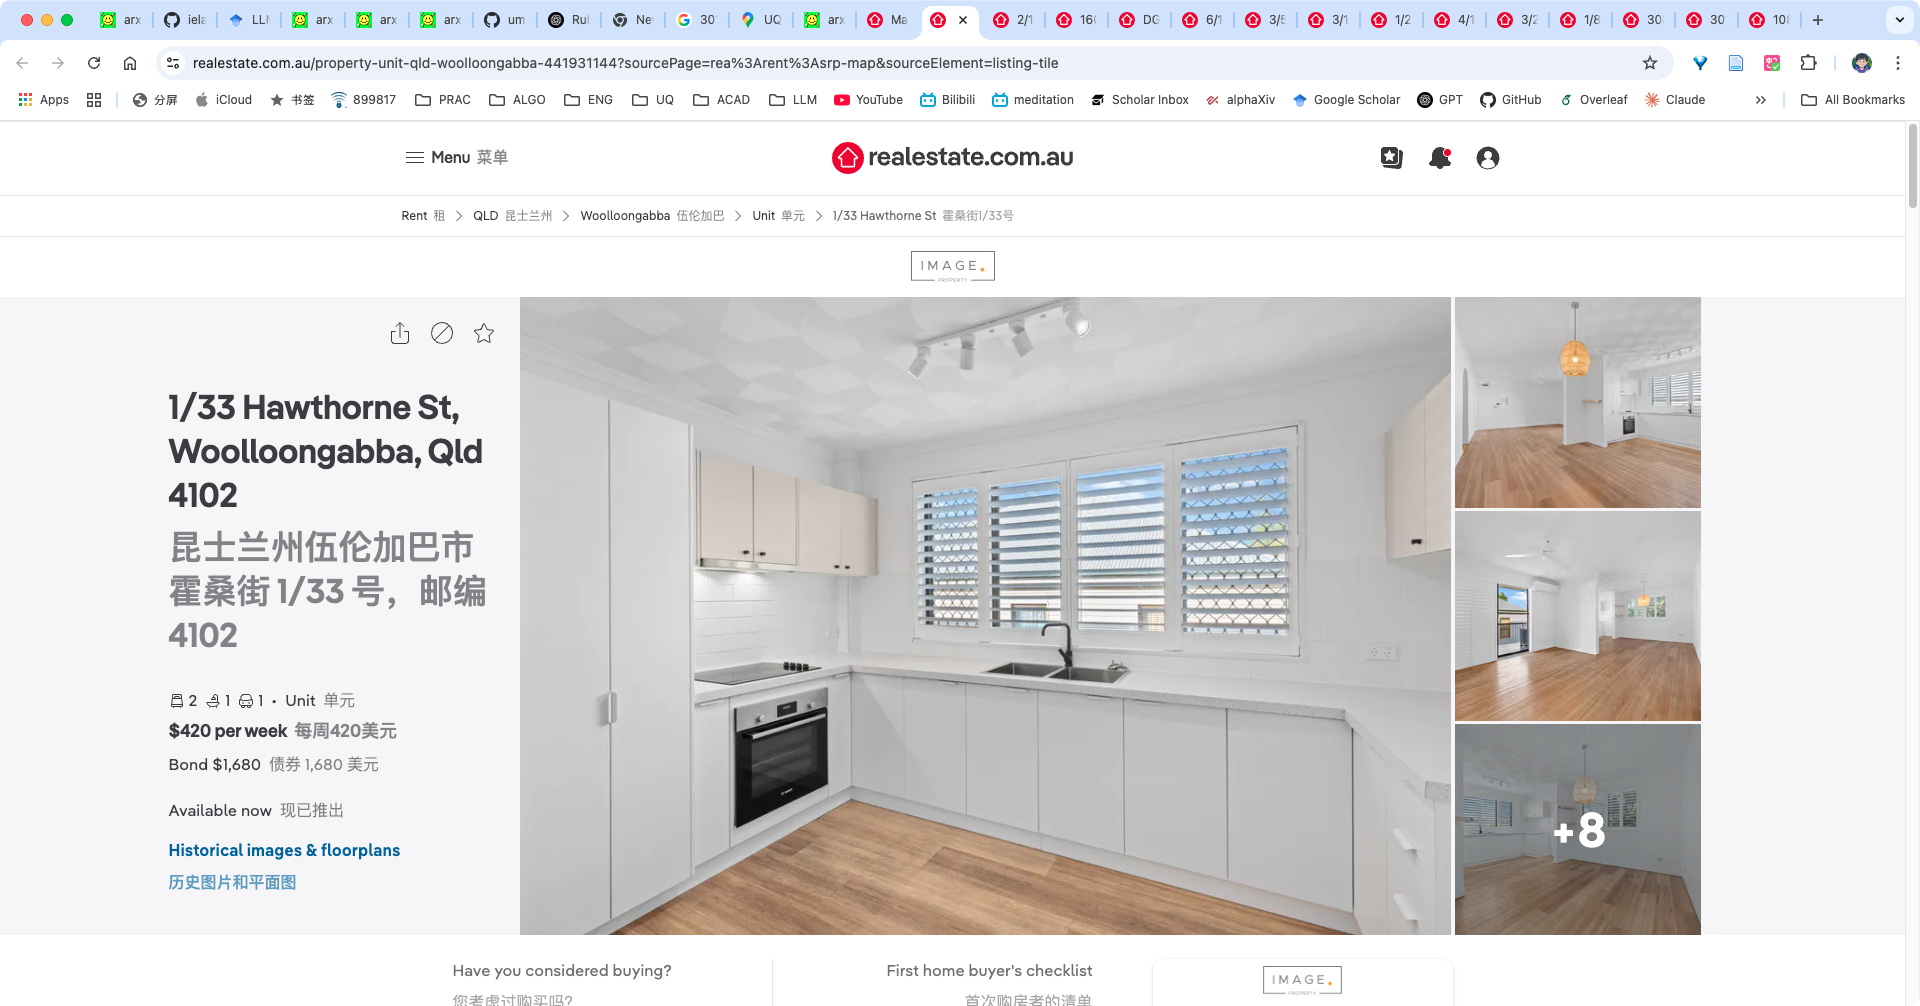 arx
iela
LLM
arx
arx
arx
um
Rul
Ne
30
UQ
arx
Ma
2/1
160
DG
6/1
3/5
3/1
1/2
4/1
3/2
1/8
30
30
10
realestate.com.au/property-unit-qld-woolloongabba-441931144?sourcePage=rea%3Arent%3Asrp-map&sourceElement=listing-tile
Apps
分屏
iCloud
书签
899817
PRAC
ALGO
ENG
UQ
ACAD
LLM
YouTube
Bilibili
meditation
Scholar Inbox
alphaXiv
Google Scholar
GPT
GitHub
Overleaf
Claude
All Bookmarks
Menu 菜单
realestate.com.au
Rent 租 > QLD 昆士兰州 > Woolloongabba 伍伦加巴 > Unit 单元 > 1/33 Hawthorne St 霍桑街1/33号
IMAGE.
PROPERTY
1/33 Hawthorne St,
Woolloongabba, Qld
4102
昆士兰州伍伦加巴市
霍桑街 1/33 号，邮编
4102
2 1 1 • Unit 单元
$420 per week 每周420美元
Bond $1,680 债券 1,680 美元
Available now 现已推出
Historical images & floorplans
历史图片和平面图
+8
Have you considered buying?
您考虑过购买吗?
First home buyer's checklist
首次购房者的清单
IMAGE.
PROPERTY